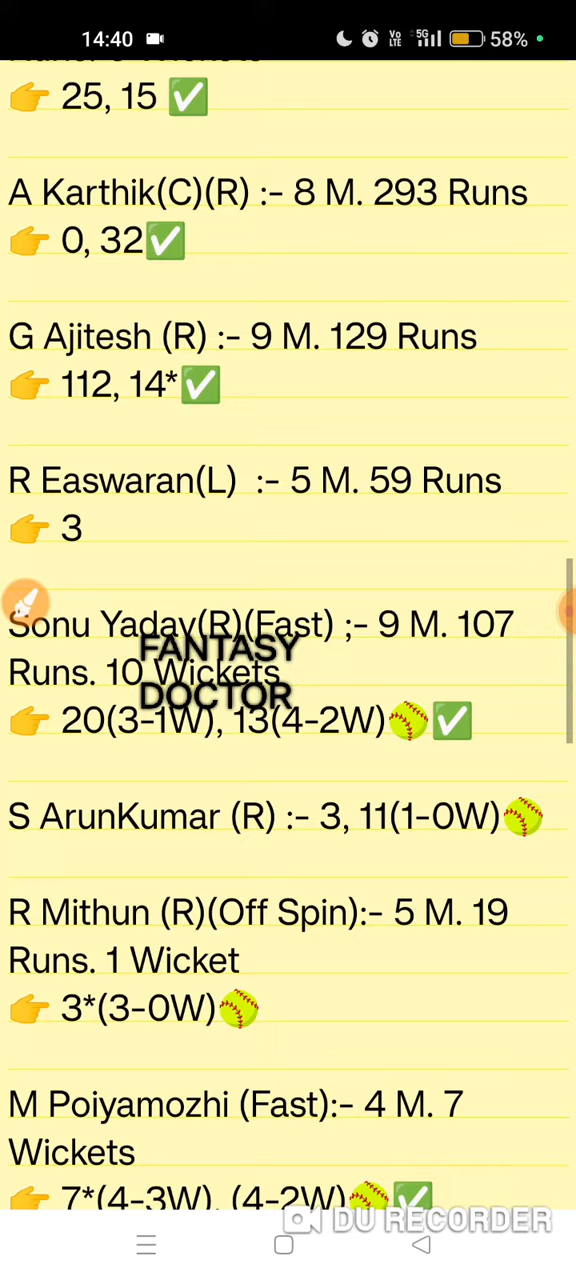 14:40 Vo LTE 5G 58%
👉 25, 15 ✅
A Karthik(C)(R) :- 8 M. 293 Runs
👉 0, 32✅
G Ajitesh (R) :- 9 M. 129 Runs
👉 112, 14*✅
R Easwaran(L) :- 5 M. 59 Runs
👉 3
Sonu Yadav(R)(Fast) ;- 9 M. 107
Runs. 10 Wickets
FANTASY
DOCTOR
👉 20(3-1W), 13(4-2W)🥎✅
S ArunKumar (R) :- 3, 11(1-0W)🥎
R Mithun (R)(Off Spin):- 5 M. 19
Runs. 1 Wicket
👉 3*(3-0W)🥎
M Poiyamozhi (Fast):- 4 M. 7
Wickets
👉 7*(4-3W), (4-2W)🥎✅
DU RECORDER